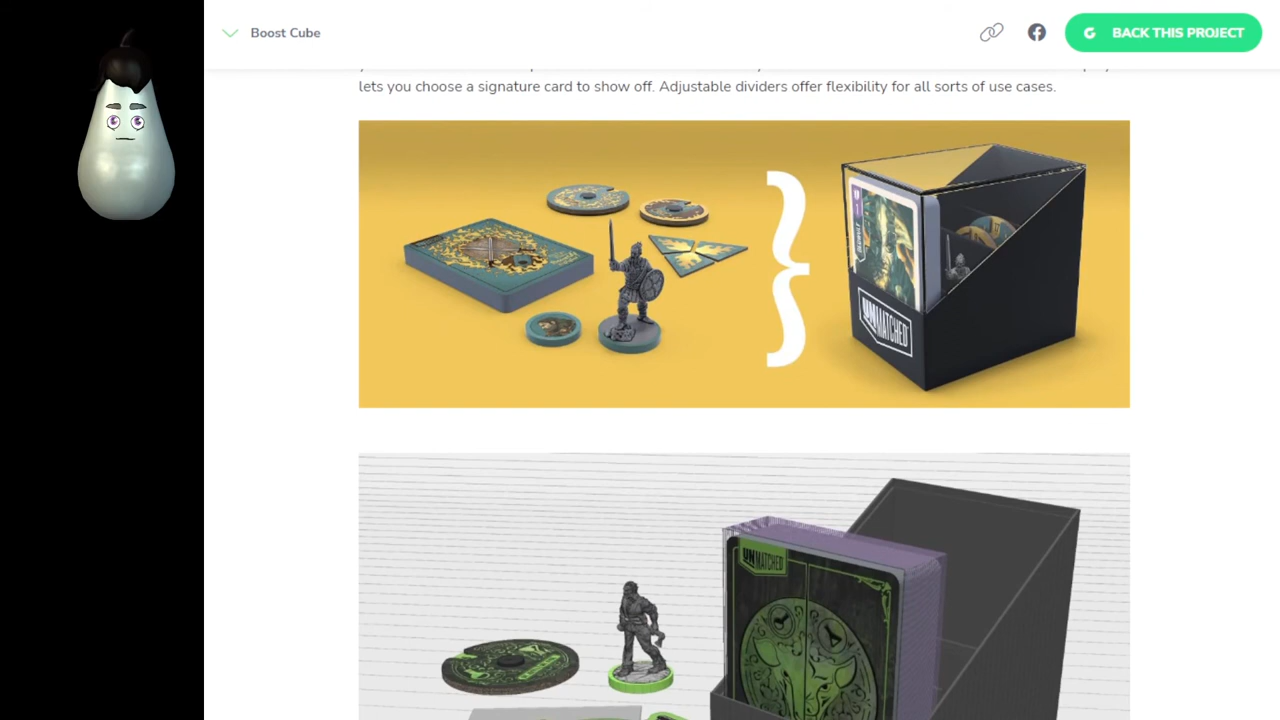 Boost Cube
BACK THIS PROJECT
lets you choose a signature card to show off. Adjustable dividers offer flexibility for all sorts of use cases.
UNMATCHED
UNMATCHED